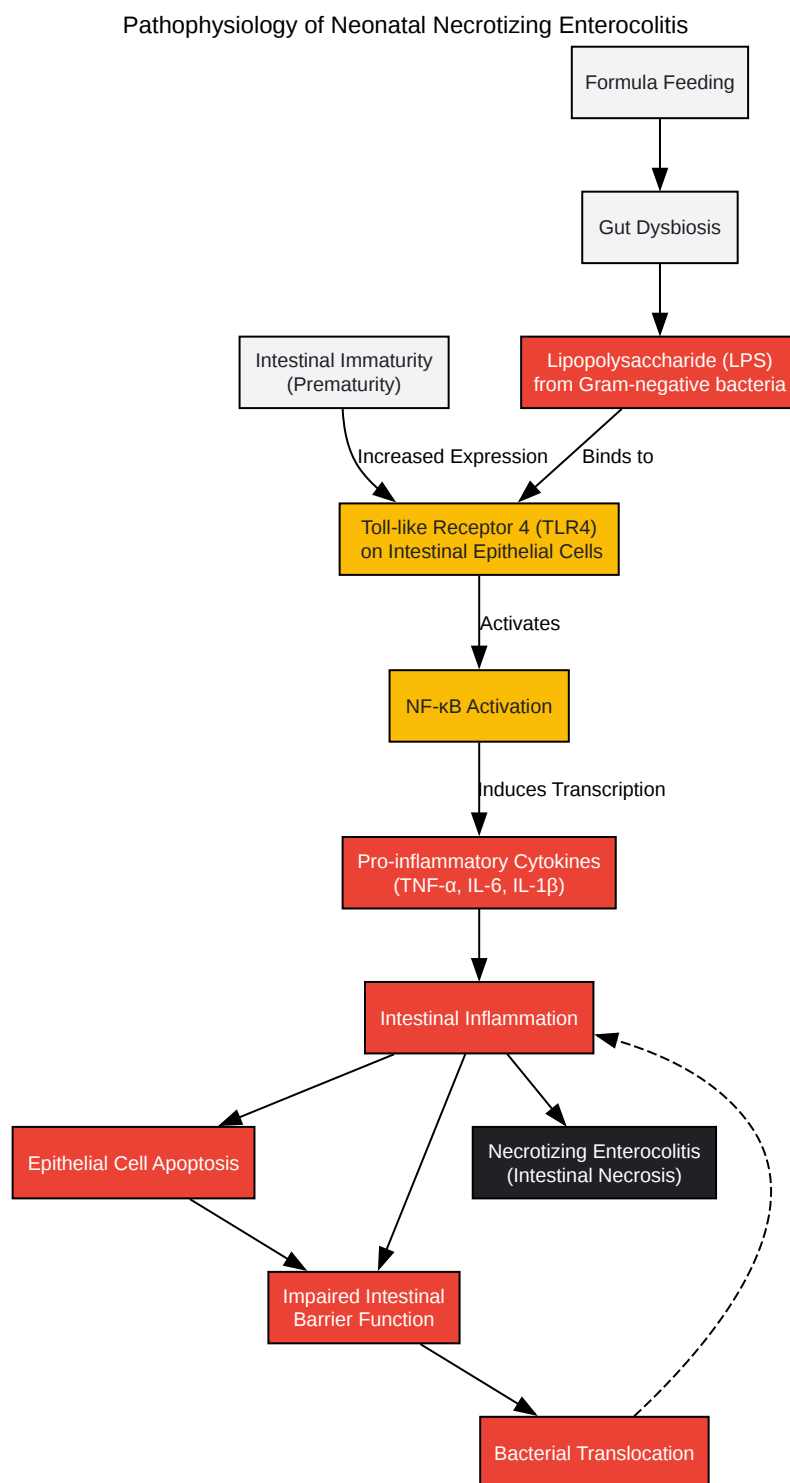 Pathophysiology of Neonatal Necrotizing Enterocolitis
Formula Feeding
Gut Dysbiosis
Intestinal Immaturity
(Prematurity)
Lipopolysaccharide (LPS)
from Gram-negative bacteria
Increased Expression
Binds to
Toll-like Receptor 4 (TLR4)
on Intestinal Epithelial Cells
Activates
NF-κB Activation
Induces Transcription
Pro-inflammatory Cytokines
(TNF-α, IL-6, IL-1β)
Intestinal Inflammation
Epithelial Cell Apoptosis
Necrotizing Enterocolitis
(Intestinal Necrosis)
Impaired Intestinal
Barrier Function
Bacterial Translocation